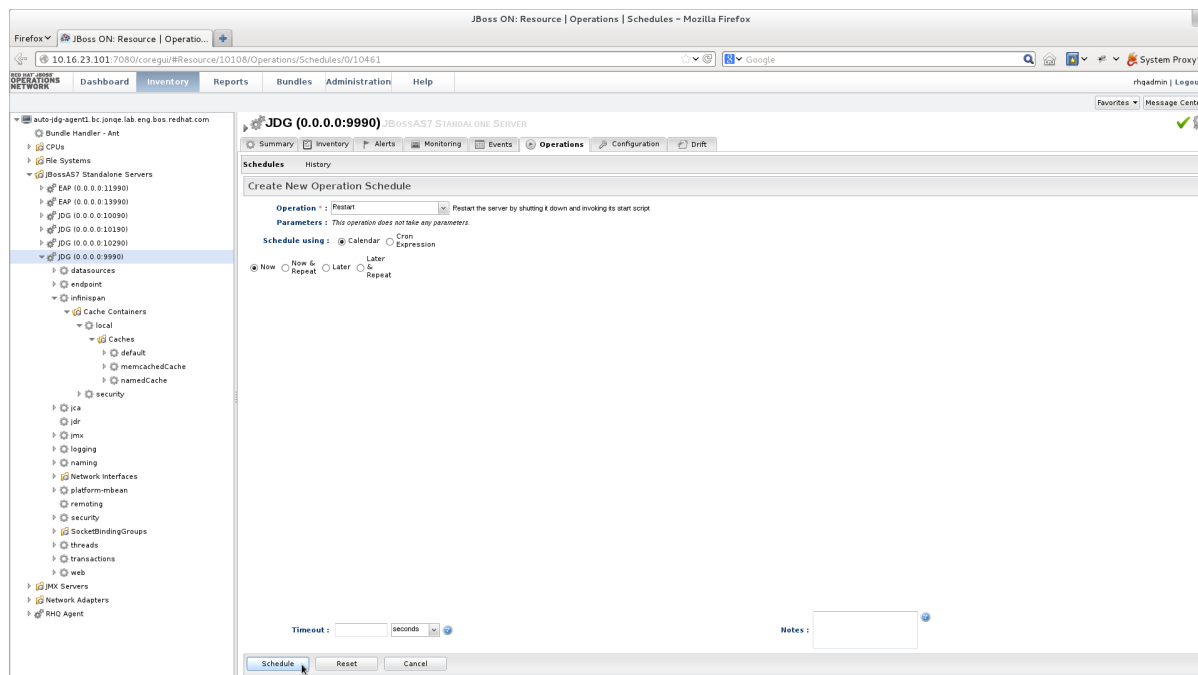 JBoss ON: Resource | Operations | Schedules – Mozilla Firefox
Firefox
JBoss ON: Resource | Operatio...
10.16.23.101:7080/coregui/#Resource/10108/Operations/Schedules/0/10461
Google
System Proxy
RED HAT JBOSS®
OPERATIONS
NETWORK
Dashboard Inventory Reports Bundles Administration Help
rhqadmin | Logou
Favorites Message Cent
auto-jdg-agent1.bc.jonqe.lab.eng.bos.redhat.com
Bundle Handler - Ant
CPUs
File Systems
JBossAS7 Standalone Servers
EAP (0.0.0.0:11990)
EAP (0.0.0.0:13990)
JDG (0.0.0.0:10090)
JDG (0.0.0.0:10190)
JDG (0.0.0.0:10290)
JDG (0.0.0.0:9990)
datasources
endpoint
infinispan
Cache Containers
local
Caches
default
memcachedCache
namedCache
security
jca
jdr
jmx
logging
naming
Network Interfaces
platform-mbean
remoting
security
SocketBindingGroups
threads
transactions
web
JMX Servers
Network Adapters
RHQ Agent
JDG (0.0.0.0:9990) JBossAS7 Standalone Server
Summary Inventory Alerts Monitoring Events Operations Configuration Drift
Schedules History
Create New Operation Schedule
Operation * : Restart Restart the server by shutting it down and invoking its start script
Parameters : This operation does not take any parameters.
Schedule using : Calendar Cron Expression
Now Now & Repeat Later Later & Repeat
Timeout : seconds Notes :
Schedule Reset Cancel